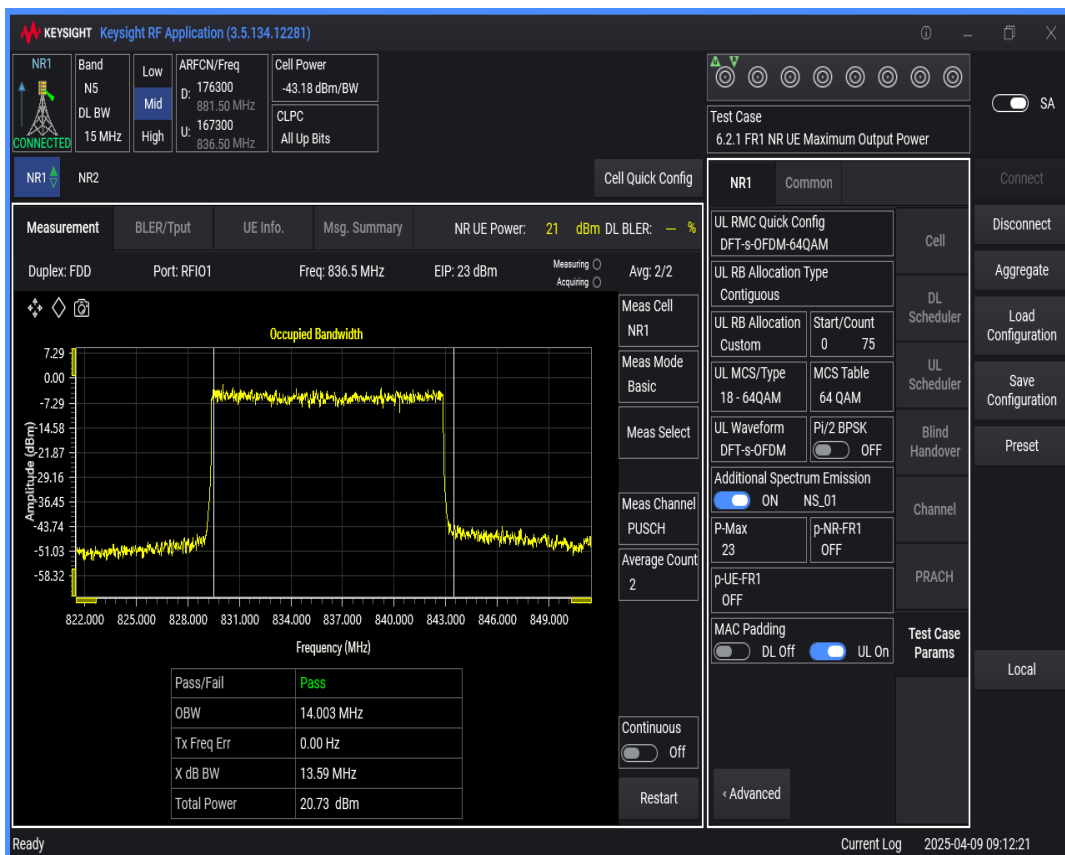 KEYSIGHT Keysight RF Application (3.5.134.12281)
NR1
CONNECTED
Band
N5
DL BW
15 MHz
Low
Mid
High
ARFCN/Freq
D: 176300
881.50 MHz
U: 167300
836.50 MHz
Cell Power
-43.18 dBm/BW
CLPC
All Up Bits
Test Case
6.2.1 FR1 NR UE Maximum Output Power
SA
NR1 NR2
Cell Quick Config
Measurement BLER/Tput UE Info. Msg. Summary NR UE Power: 21 dBm DL BLER: -- %
Duplex: FDD Port: RFIO1 Freq: 836.5 MHz EIP: 23 dBm Measuring Acquiring Avg: 2/2
Occupied Bandwidth
Amplitude (dBm)
7.29
0.00
-7.29
-14.58
-21.87
-29.16
-36.45
-43.74
-51.03
-58.32
822.000 825.000 828.000 831.000 834.000 837.000 840.000 843.000 846.000 849.000
Frequency (MHz)
Pass/Fail Pass
OBW 14.003 MHz
Tx Freq Err 0.00 Hz
X dB BW 13.59 MHz
Total Power 20.73 dBm
Meas Cell
NR1
Meas Mode
Basic
Meas Select
Meas Channel
PUSCH
Average Count
2
Continuous
Off
Restart
NR1 Common
UL RMC Quick Config
DFT-s-OFDM-64QAM
UL RB Allocation Type
Contiguous
UL RB Allocation
Custom
Start/Count
0 75
UL MCS/Type
18 - 64QAM
MCS Table
64 QAM
UL Waveform
DFT-s-OFDM
Pi/2 BPSK
OFF
Additional Spectrum Emission
ON NS_01
P-Max
23
p-NR-FR1
OFF
p-UE-FR1
OFF
MAC Padding
DL Off UL On
‹ Advanced
Cell
DL
Scheduler
UL
Scheduler
Blind
Handover
Channel
PRACH
Test Case
Params
Connect
Disconnect
Aggregate
Load
Configuration
Save
Configuration
Preset
Local
Ready
Current Log 2025-04-09 09:12:21